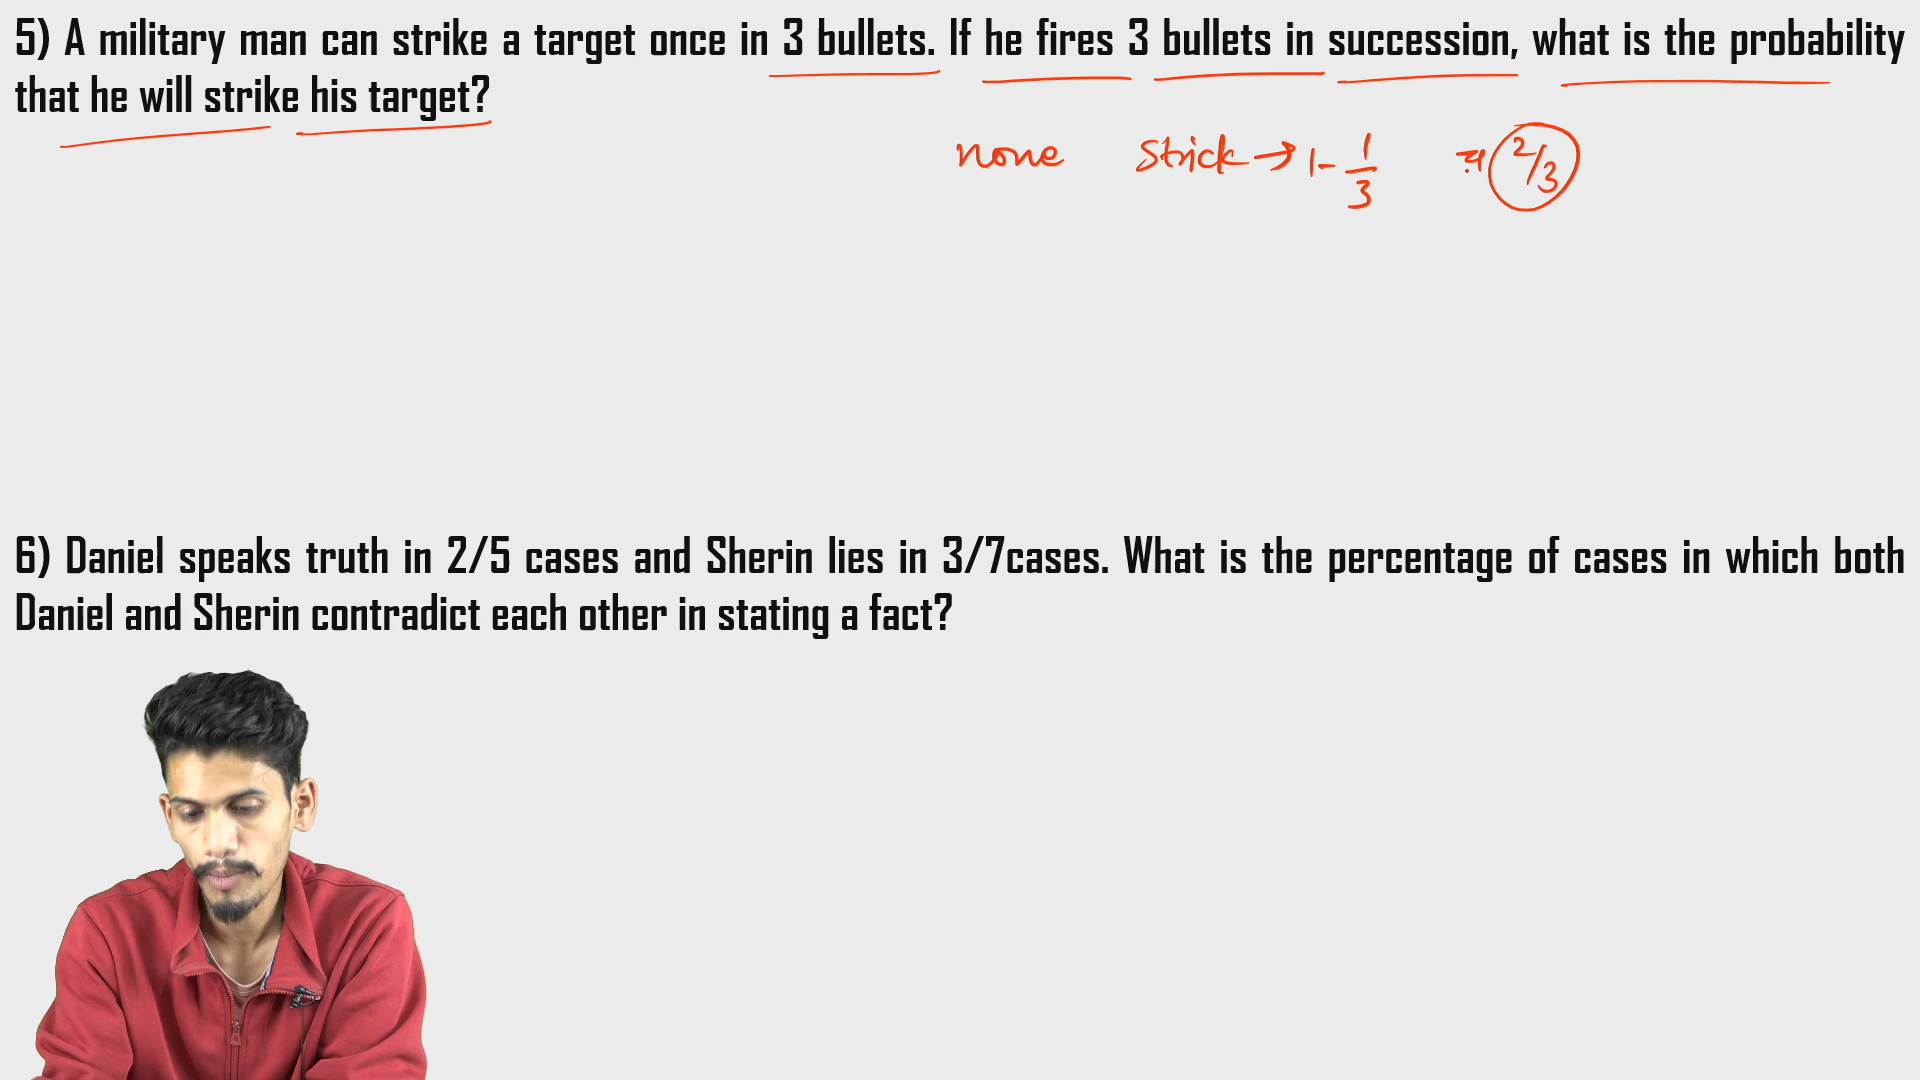 5) A military man can strike a target once in 3 bullets. If he fires 3 bullets in succession, what is the probability
that he will strike his target?
none Strick → 1 - 1/3 = 2/3
6) Daniel speaks truth in 2/5 cases and Sherin lies in 3/7cases. What is the percentage of cases in which both
Daniel and Sherin contradict each other in stating a fact?